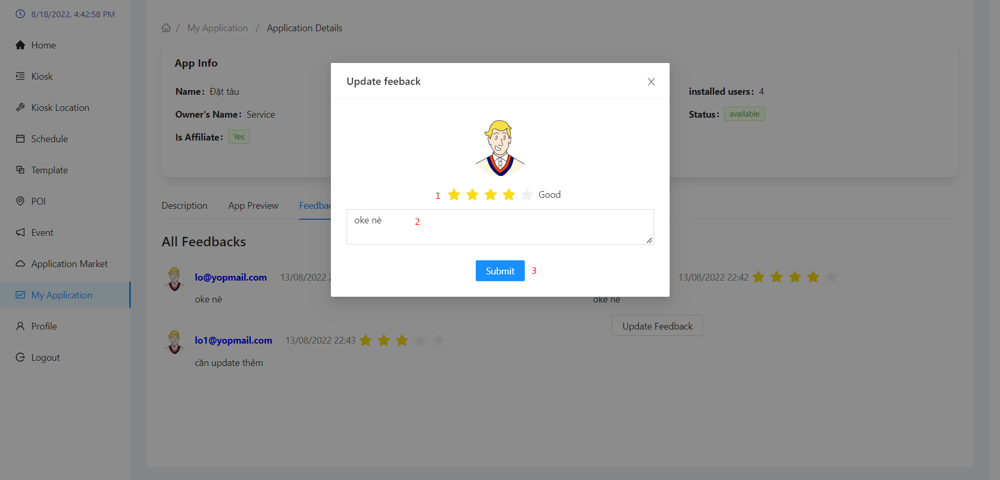 8/18/2022, 4:42:58 PM
Home
Kiosk
Kiosk Location
Schedule
Template
POI
Event
Application Market
My Application
Profile
Logout
/ My Application / Application Details
App Info
Name: Đặt tàu
Owner's Name: Service
Is Affiliate: Yes
installed users: 4
Status: available
Description
App Preview
Feedbac
All Feedbacks
lo@yopmail.com 13/08/2022 2
oke nè
lo1@yopmail.com 13/08/2022 22:43
cần update thêm
13/08/2022 22:42
oke nè
Update Feedback
Update feeback
1 Good
oke nè 2
Submit 3